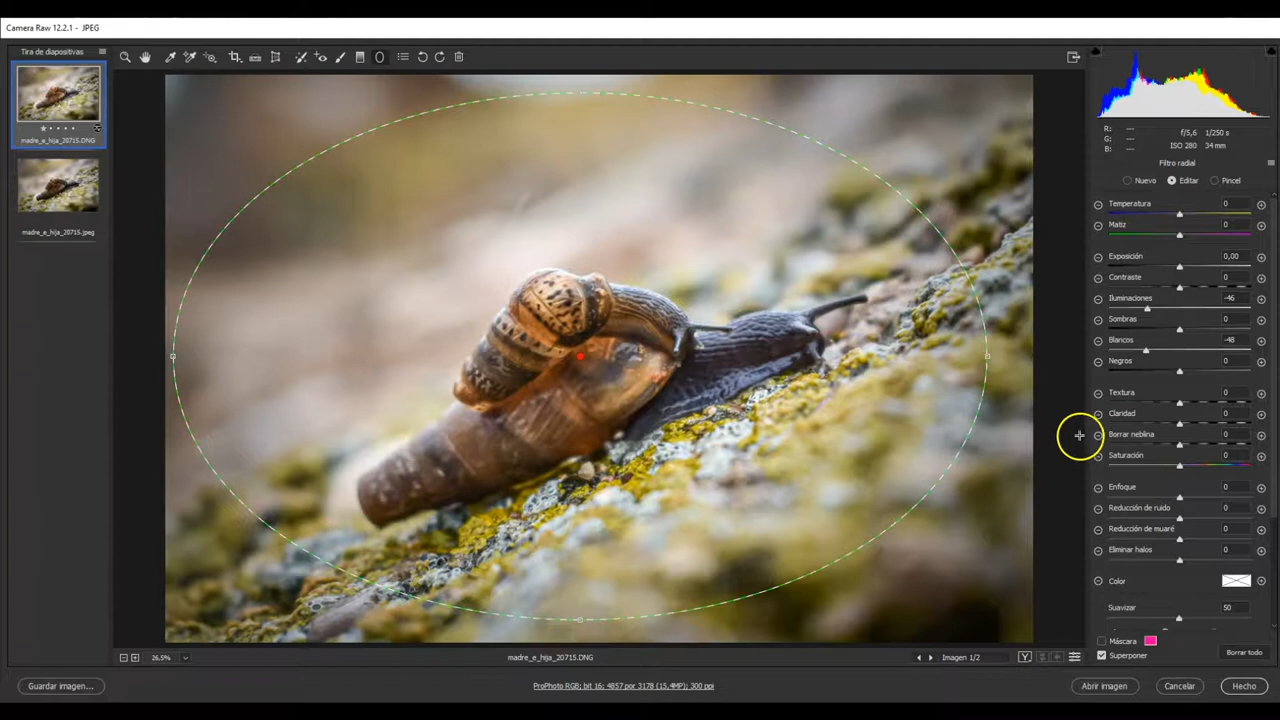 Camera Raw 12.2.1 - JPEG
Tira de diapositivas
madre_e_hija_20715.DNG
madre_e_hija_20715.jpeg
R: ---
G: ---
B: ---
f/5,6 1/250 s
ISO 280 34 mm
Filtro radial
Nuevo Editar Pincel
Temperatura 0
Matiz 0
Exposición 0,00
Contraste 0
Iluminaciones -46
Sombras 0
Blancos -48
Negros 0
Textura 0
Claridad 0
Borrar neblina 0
Saturación 0
Enfoque 0
Reducción de ruido 0
Reducción de muaré 0
Eliminar halos 0
Color
Suavizar 50
Máscara
Superponer
Borrar todo
26.5% madre_e_hija_20715.DNG Imagen 1/2 Y
Guardar imagen... ProPhoto RGB; bit 16; 4857 por 3178 (15,4MP); 300 ppi Abrir imagen Cancelar Hecho